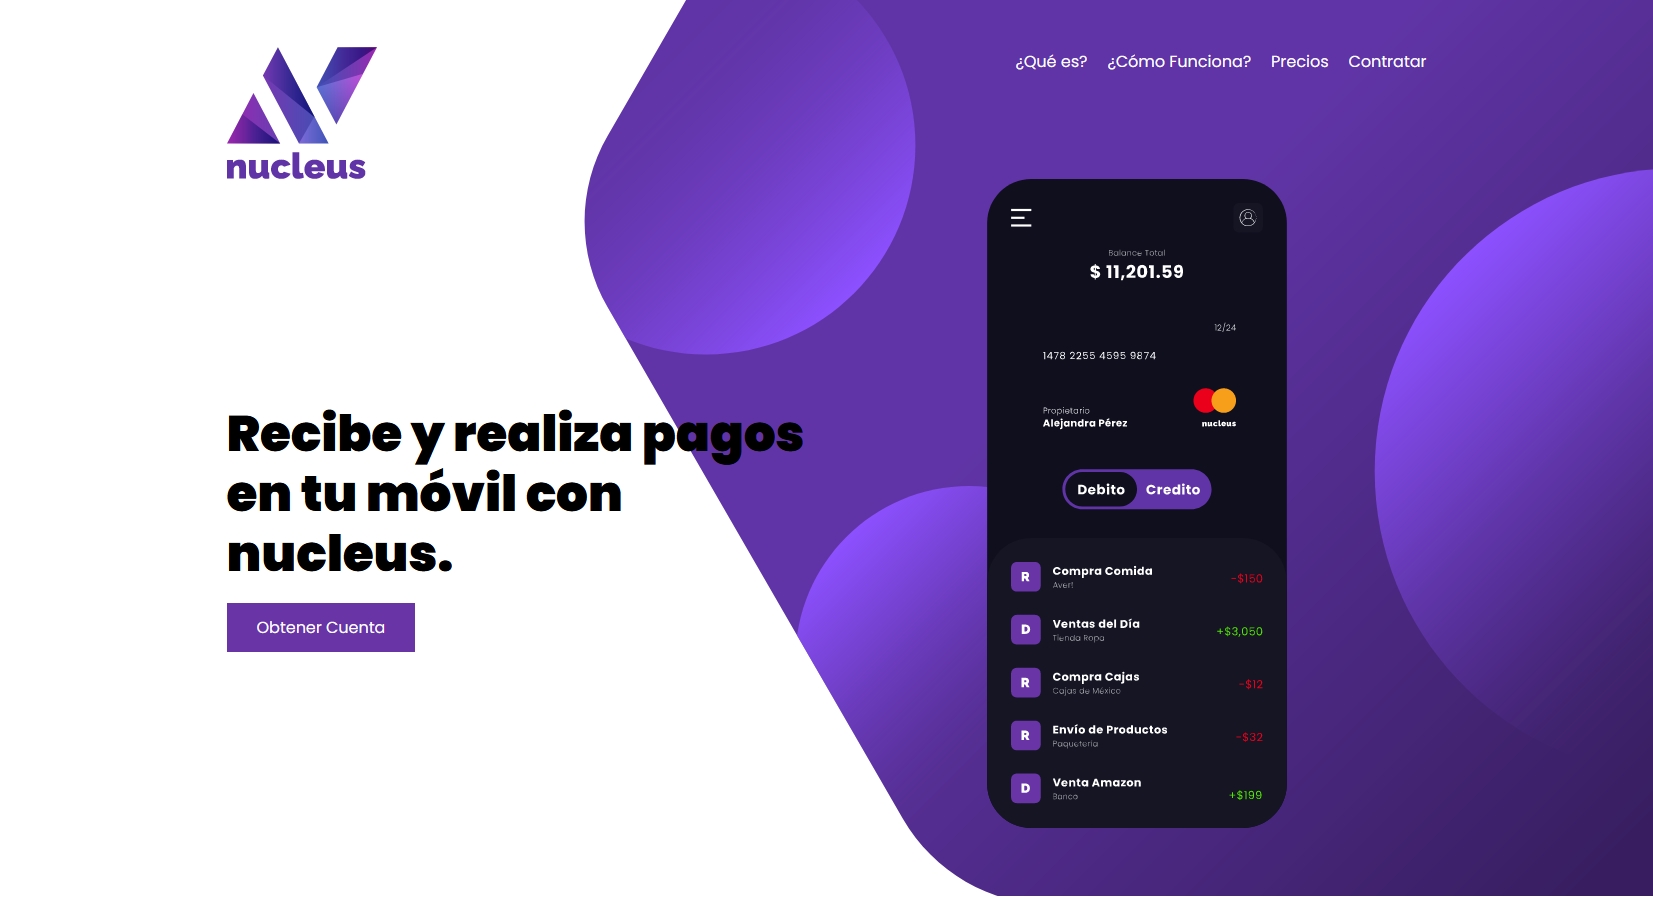 nucleus
¿Qué es? ¿Cómo Funciona? Precios Contratar
Recibe y realiza pagos
en tu móvil con
nucleus.
Obtener Cuenta
Balance Total
$ 11,201.59
12/24
1478 2255 4595 9874
Propietario
Alejandra Pérez
nucleus
Debito Credito
R Compra Comida -$150
Avert
D Ventas del Día +$3,050
Tienda Ropa
R Compra Cajas -$12
Cajas de México
R Envío de Productos -$32
Paqueteria
D Venta Amazon +$199
Banco